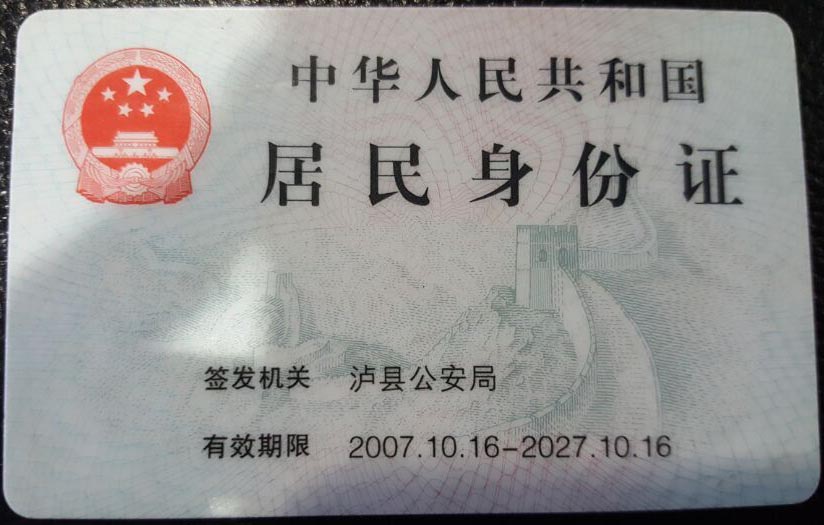 中华人民共和国
居民身份证
签发机关 泸县公安局
有效期限 2007.10.16-2027.10.16